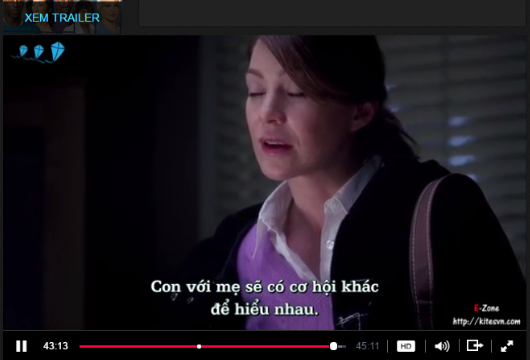 XEM TRAILER
Con với mẹ sẽ có cơ hội khác
để hiểu nhau.
E-Zone
http://kitesvn.com
43:13
45:11
HD